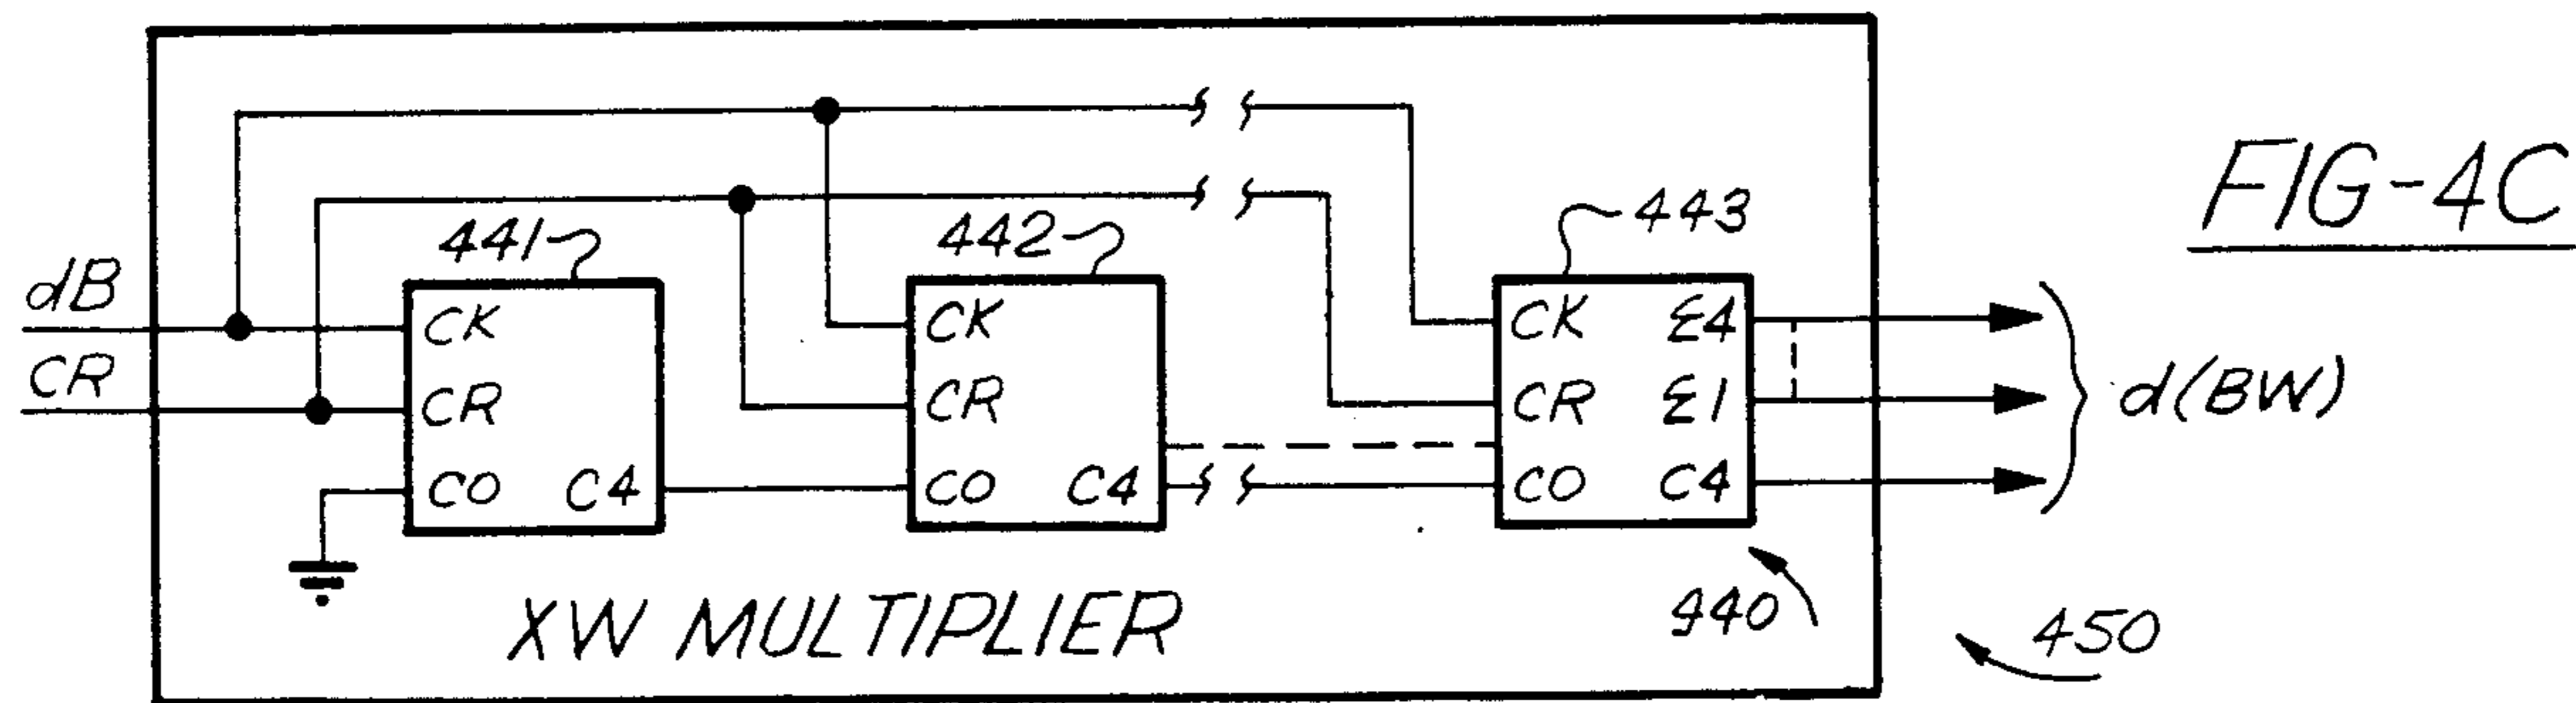 FIG-4C
441
442
443
dB
CR
CK
CR
CO C4
CK
CR
CO C4
CK Σ4
CR Σ1
CO C4
d(BW)
XW MULTIPLIER
440
450